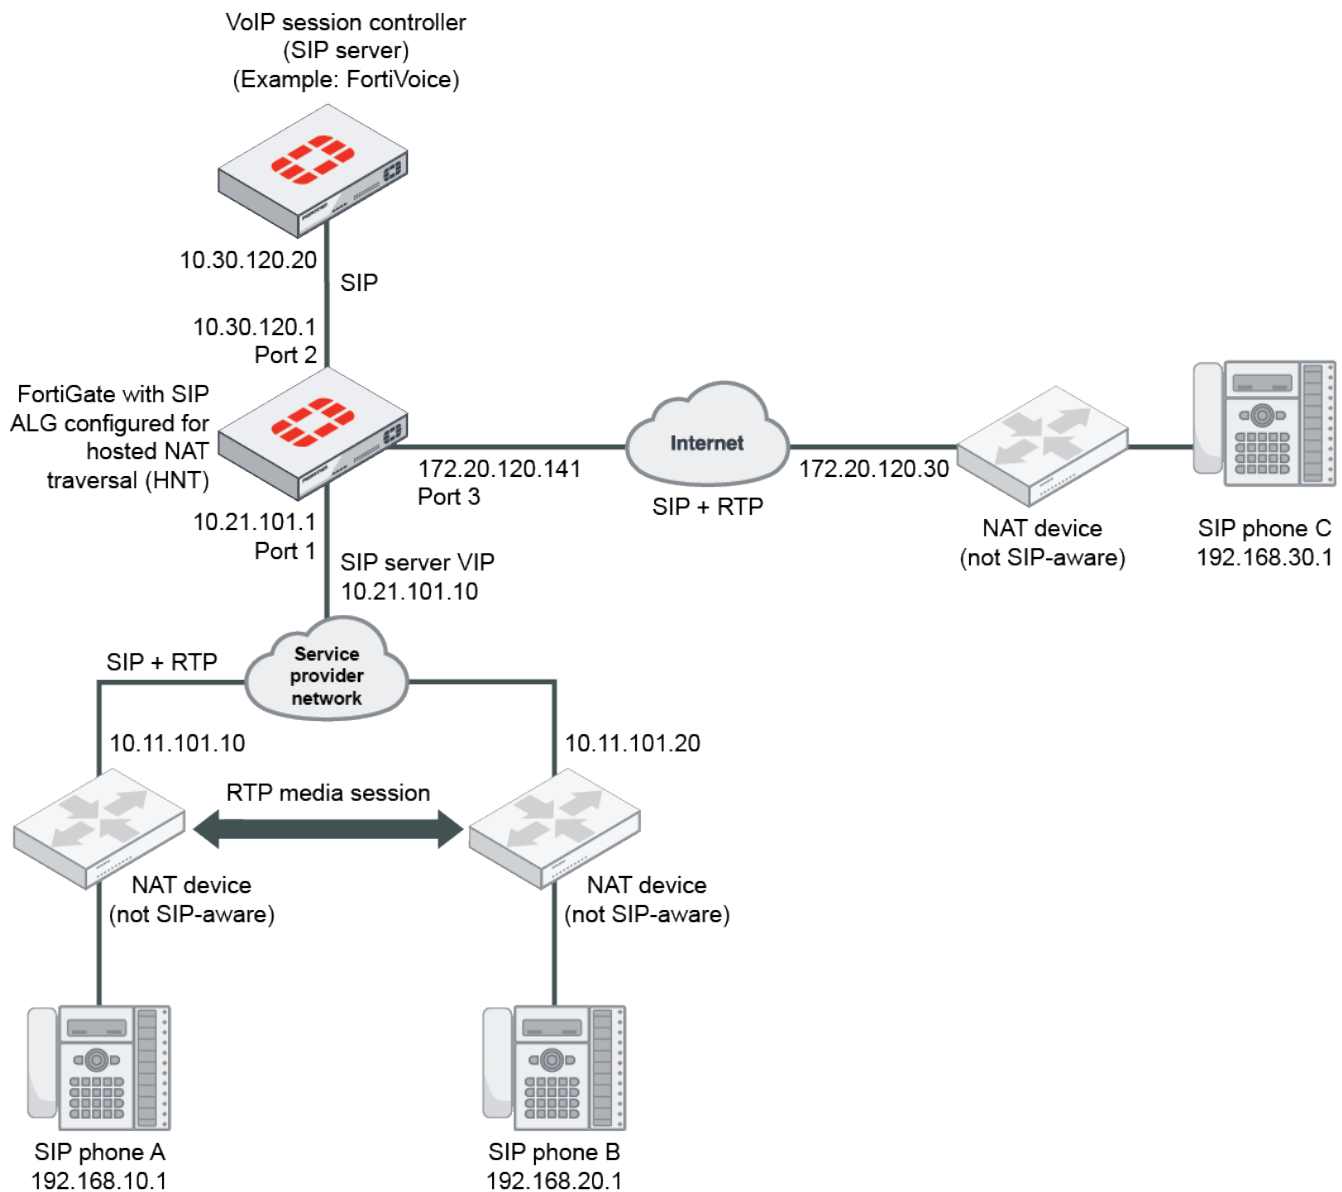 VoIP session controller
(SIP server)
(Example: FortiVoice)
10.30.120.20
SIP
10.30.120.1
Port 2
FortiGate with SIP
ALG configured for
hosted NAT
traversal (HNT)
172.20.120.141
Port 3
Internet
SIP + RTP
172.20.120.30
NAT device
(not SIP-aware)
SIP phone C
192.168.30.1
10.21.101.1
Port 1
SIP server VIP
10.21.101.10
Service
provider
network
SIP + RTP
10.11.101.10
10.11.101.20
RTP media session
NAT device
(not SIP-aware)
NAT device
(not SIP-aware)
SIP phone A
192.168.10.1
SIP phone B
192.168.20.1